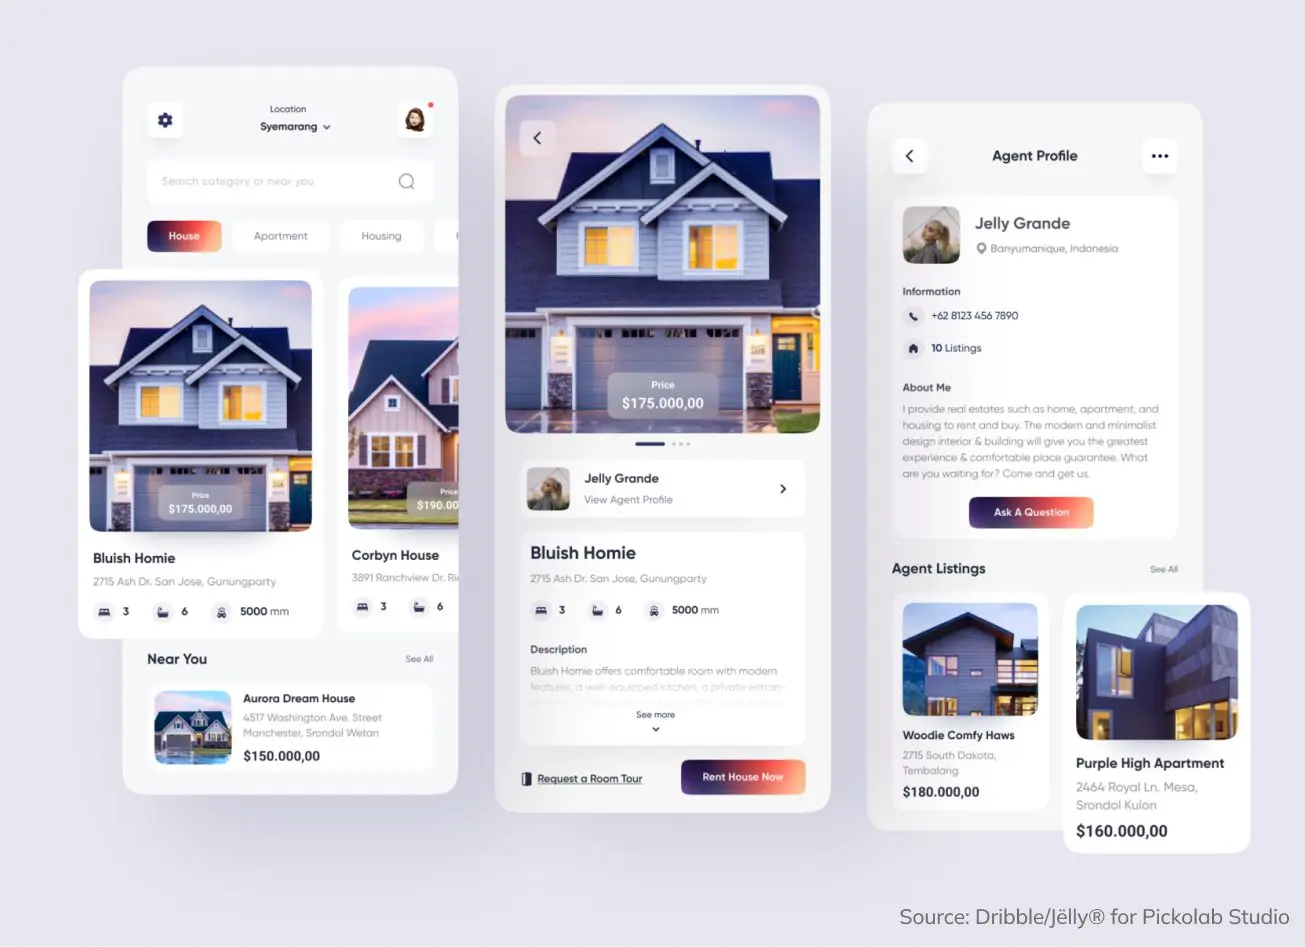 Location
Syemarang
Search category or near you
House
Apartment
Housing
Price
$175.000,00
Price
$190.00
Bluish Homie
2715 Ash Dr. San Jose, Gunungparty
3
6
5000 mm
Corbyn House
3891 Ranchview Dr. Ri
3
6
Near You
See All
Aurora Dream House
4517 Washington Ave. Street
Manchester, Srondol Wetan
$150.000,00
Price
$175.000,00
Jelly Grande
View Agent Profile
Bluish Homie
2715 Ash Dr. San Jose, Gunungparty
3
6
5000 mm
Description
Bluish Homie offers comfortable room with modern
features, a well-equipped kitchen, a private entran-
See more
Request a Room Tour
Rent House Now
Agent Profile
Jelly Grande
Banyumanique, Indonesia
Information
+62 8123 456 7890
10 Listings
About Me
I provide real estates such as home, apartment, and
housing to rent and buy. The modern and minimalist
design interior & building will give you the greatest
experience & comfortable place guarantee. What
are you waiting for? Come and get us.
Ask A Question
Agent Listings
See All
Woodie Comfy Haws
2715 South Dakota,
Tembalang
$180.000,00
Purple High Apartment
2464 Royal Ln. Mesa,
Srondol Kulon
$160.000,00
Source: Dribble/Jëlly® for Pickolab Studio